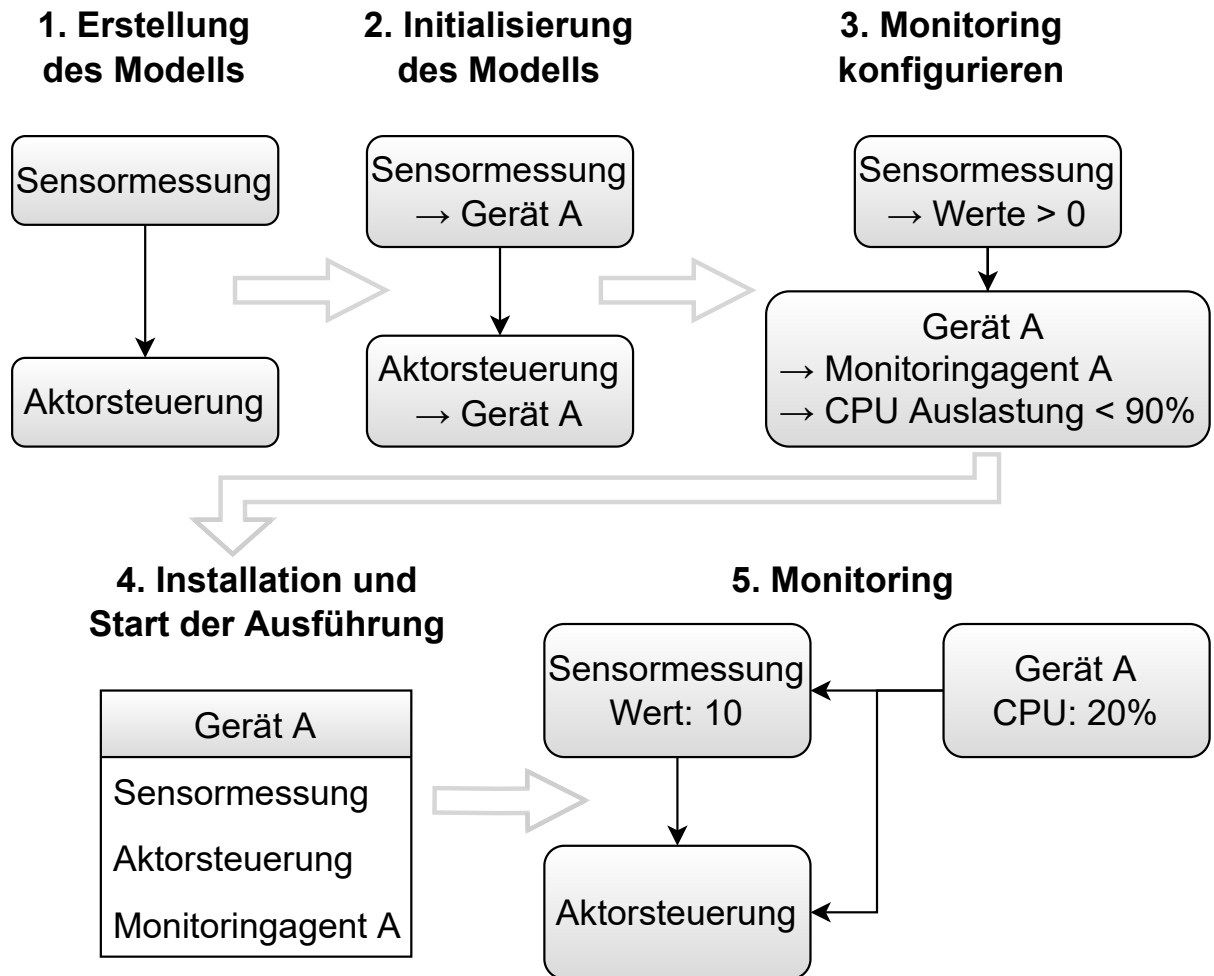 1. Erstellung
des Modells
2. Initialisierung
des Modells
3. Monitoring
konfigurieren
Sensormessung
Aktorsteuerung
Sensormessung
→ Gerät A
Aktorsteuerung
→ Gerät A
Sensormessung
→ Werte > 0
Gerät A
→ Monitoringagent A
→ CPU Auslastung < 90%
4. Installation und
Start der Ausführung
Gerät A
Sensormessung
Aktorsteuerung
Monitoringagent A
5. Monitoring
Sensormessung
Wert: 10
Gerät A
CPU: 20%
Aktorsteuerung